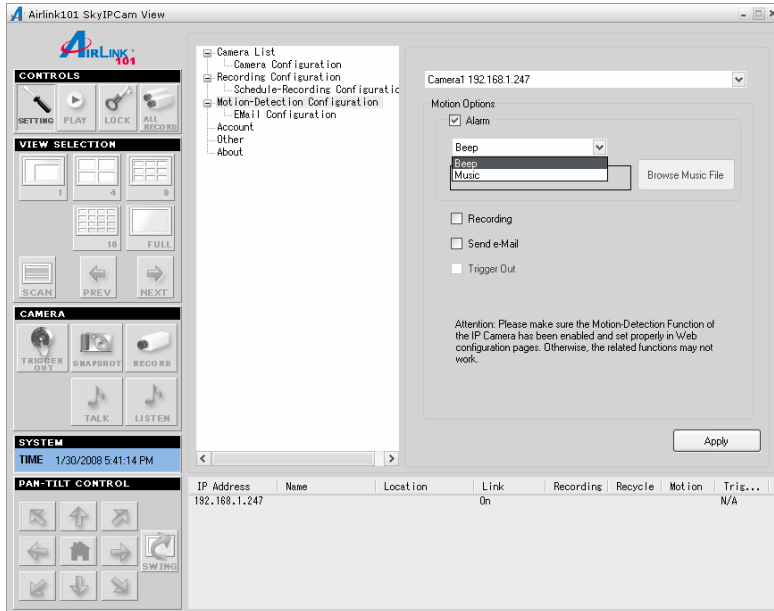 Airlink101 SkyIPCam View
AIRLINK
101
CONTROLS
SETTING PLAY LOCK ALL RECORD
VIEW SELECTION
1 4 9
16 FULL
SCAN PREV NEXT
CAMERA
TRIGGER OUT SNAPSHOT RECORD
TALK LISTEN
SYSTEM
TIME 1/30/2008 5:41:14 PM
PAN-TILT CONTROL
SWING
Camera List
Camera Configuration
Recording Configuration
Schedule-Recording Configuratic
Motion-Detection Configuration
EMail Configuration
Account
Other
About
Camera1 192.168.1.247
Motion Options
Alarm
Beep
Beep
Music
Browse Music File
Recording
Send e-Mail
Trigger Out
Attention: Please make sure the Motion-Detection Function of
the IP Camera has been enabled and set properly in Web
configuration pages. Otherwise, the related functions may not
work.
Apply
IP Address Name Location Link Recording Recycle Motion Trig...
192.168.1.247 On N/A